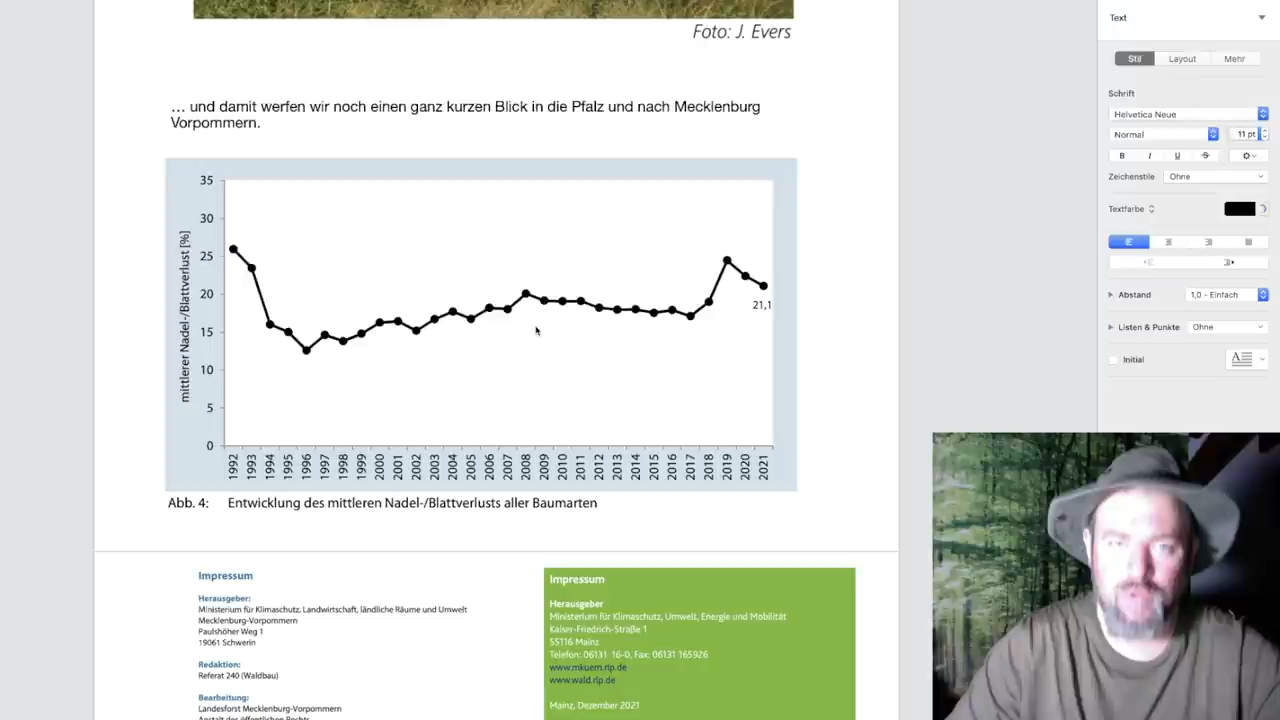 Foto: J. Evers
… und damit werfen wir noch einen ganz kurzen Blick in die Pfalz und nach Mecklenburg
Vorpommern.
mittlerer Nadel-/Blattverlust [%]
35
30
25
20
15
10
5
0
21,1
1992 1993 1994 1995 1996 1997 1998 1999 2000 2001 2002 2003 2004 2005 2006 2007 2008 2009 2010 2011 2012 2013 2014 2015 2016 2017 2018 2019 2020 2021
Abb. 4: Entwicklung des mittleren Nadel-/Blattverlusts aller Baumarten
Impressum
Herausgeber:
Ministerium für Klimaschutz, Landwirtschaft, ländliche Räume und Umwelt
Mecklenburg-Vorpommern
Paulshöher Weg 1
19061 Schwerin
Redaktion:
Referat 240 (Waldbau)
Bearbeitung:
Landesforst Mecklenburg-Vorpommern
Anstalt des öffentlichen Rechts
Impressum
Herausgeber
Ministerium für Klimaschutz, Umwelt, Energie und Mobilität
Kaiser-Friedrich-Straße 1
55116 Mainz
Telefon: 06131 16-0, Fax: 06131 165926
www.mkuem.rlp.de
www.wald.rlp.de
Mainz, Dezember 2021
Text
Stil Layout Mehr
Schrift
Helvetica Neue
Normal 11 pt
B I U S
Zeichenstile Ohne
Textfarbe
Abstand 1,0 - Einfach
Listen & Punkte Ohne
Initial